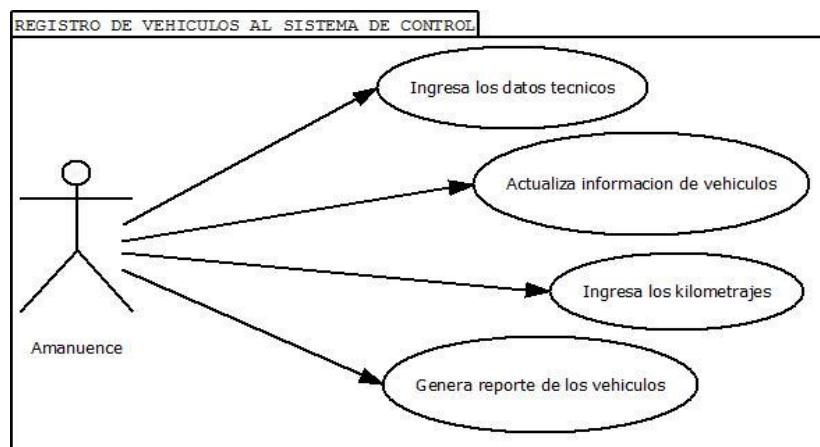 REGISTRO DE VEHICULOS AL SISTEMA DE CONTROL
Ingresa los datos tecnicos
Actualiza informacion de vehiculos
Ingresa los kilometrajes
Amanuence
Genera reporte de los vehiculos